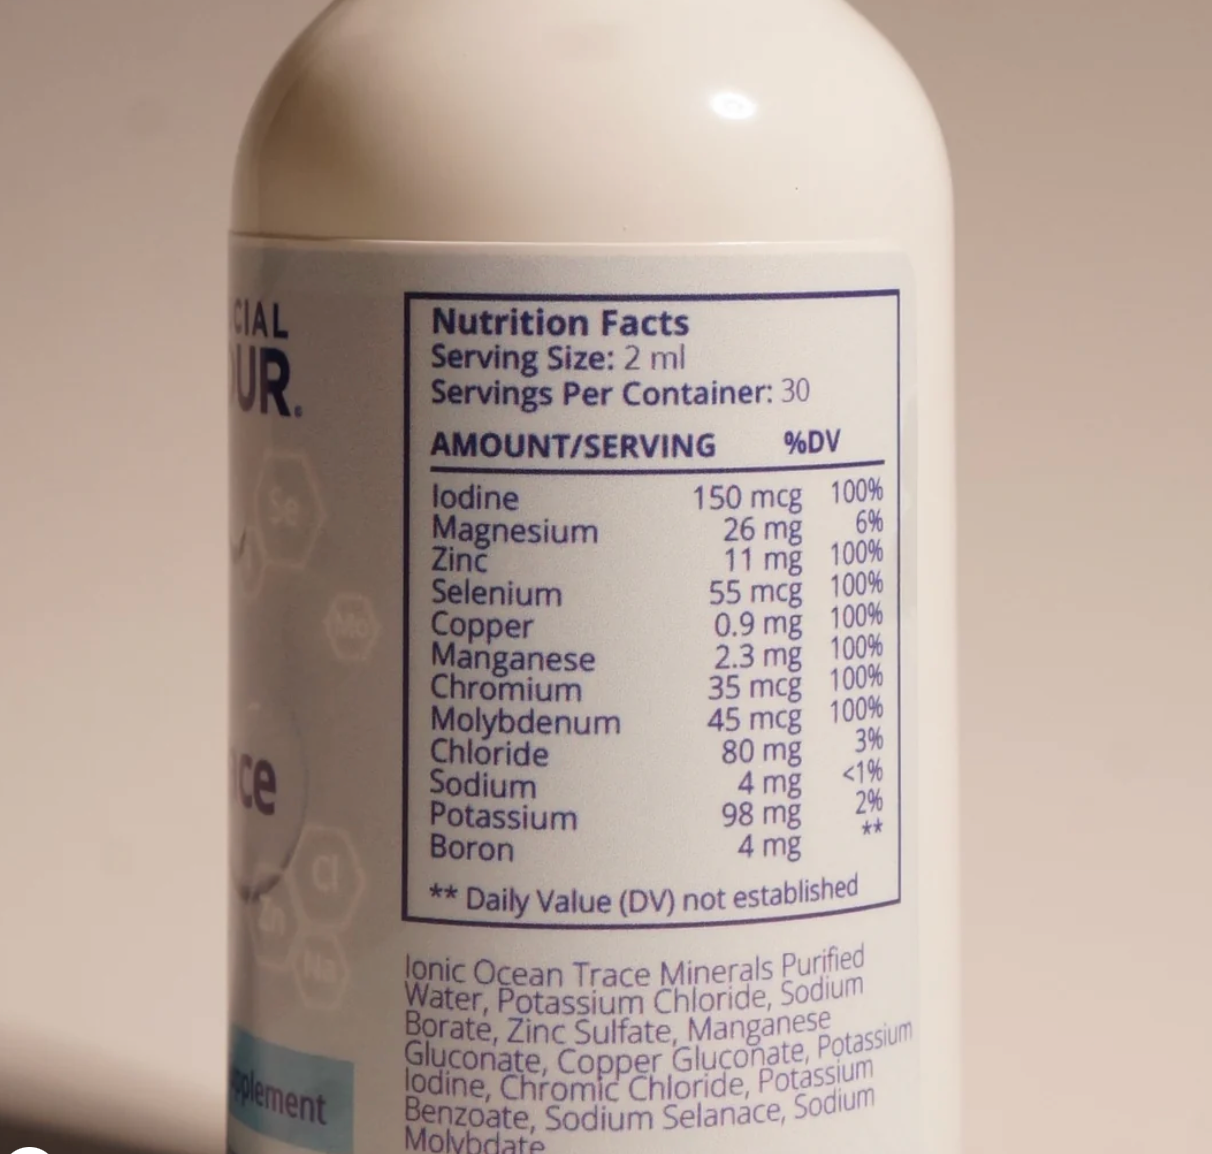 CIAL
UR.
Se
Mo
ce
Cl
Zn
Na
plement
Nutrition Facts
Serving Size: 2 ml
Servings Per Container: 30
AMOUNT/SERVING %DV
Iodine 150 mcg 100%
Magnesium 26 mg 6%
Zinc 11 mg 100%
Selenium 55 mcg 100%
Copper 0.9 mg 100%
Manganese 2.3 mg 100%
Chromium 35 mcg 100%
Molybdenum 45 mcg 100%
Chloride 80 mg 3%
Sodium 4 mg <1%
Potassium 98 mg 2%
Boron 4 mg **
** Daily Value (DV) not established
Ionic Ocean Trace Minerals Purified
Water, Potassium Chloride, Sodium
Borate, Zinc Sulfate, Manganese
Gluconate, Copper Gluconate, Potassium
Iodine, Chromic Chloride, Potassium
Benzoate, Sodium Selanace, Sodium
Molybdate